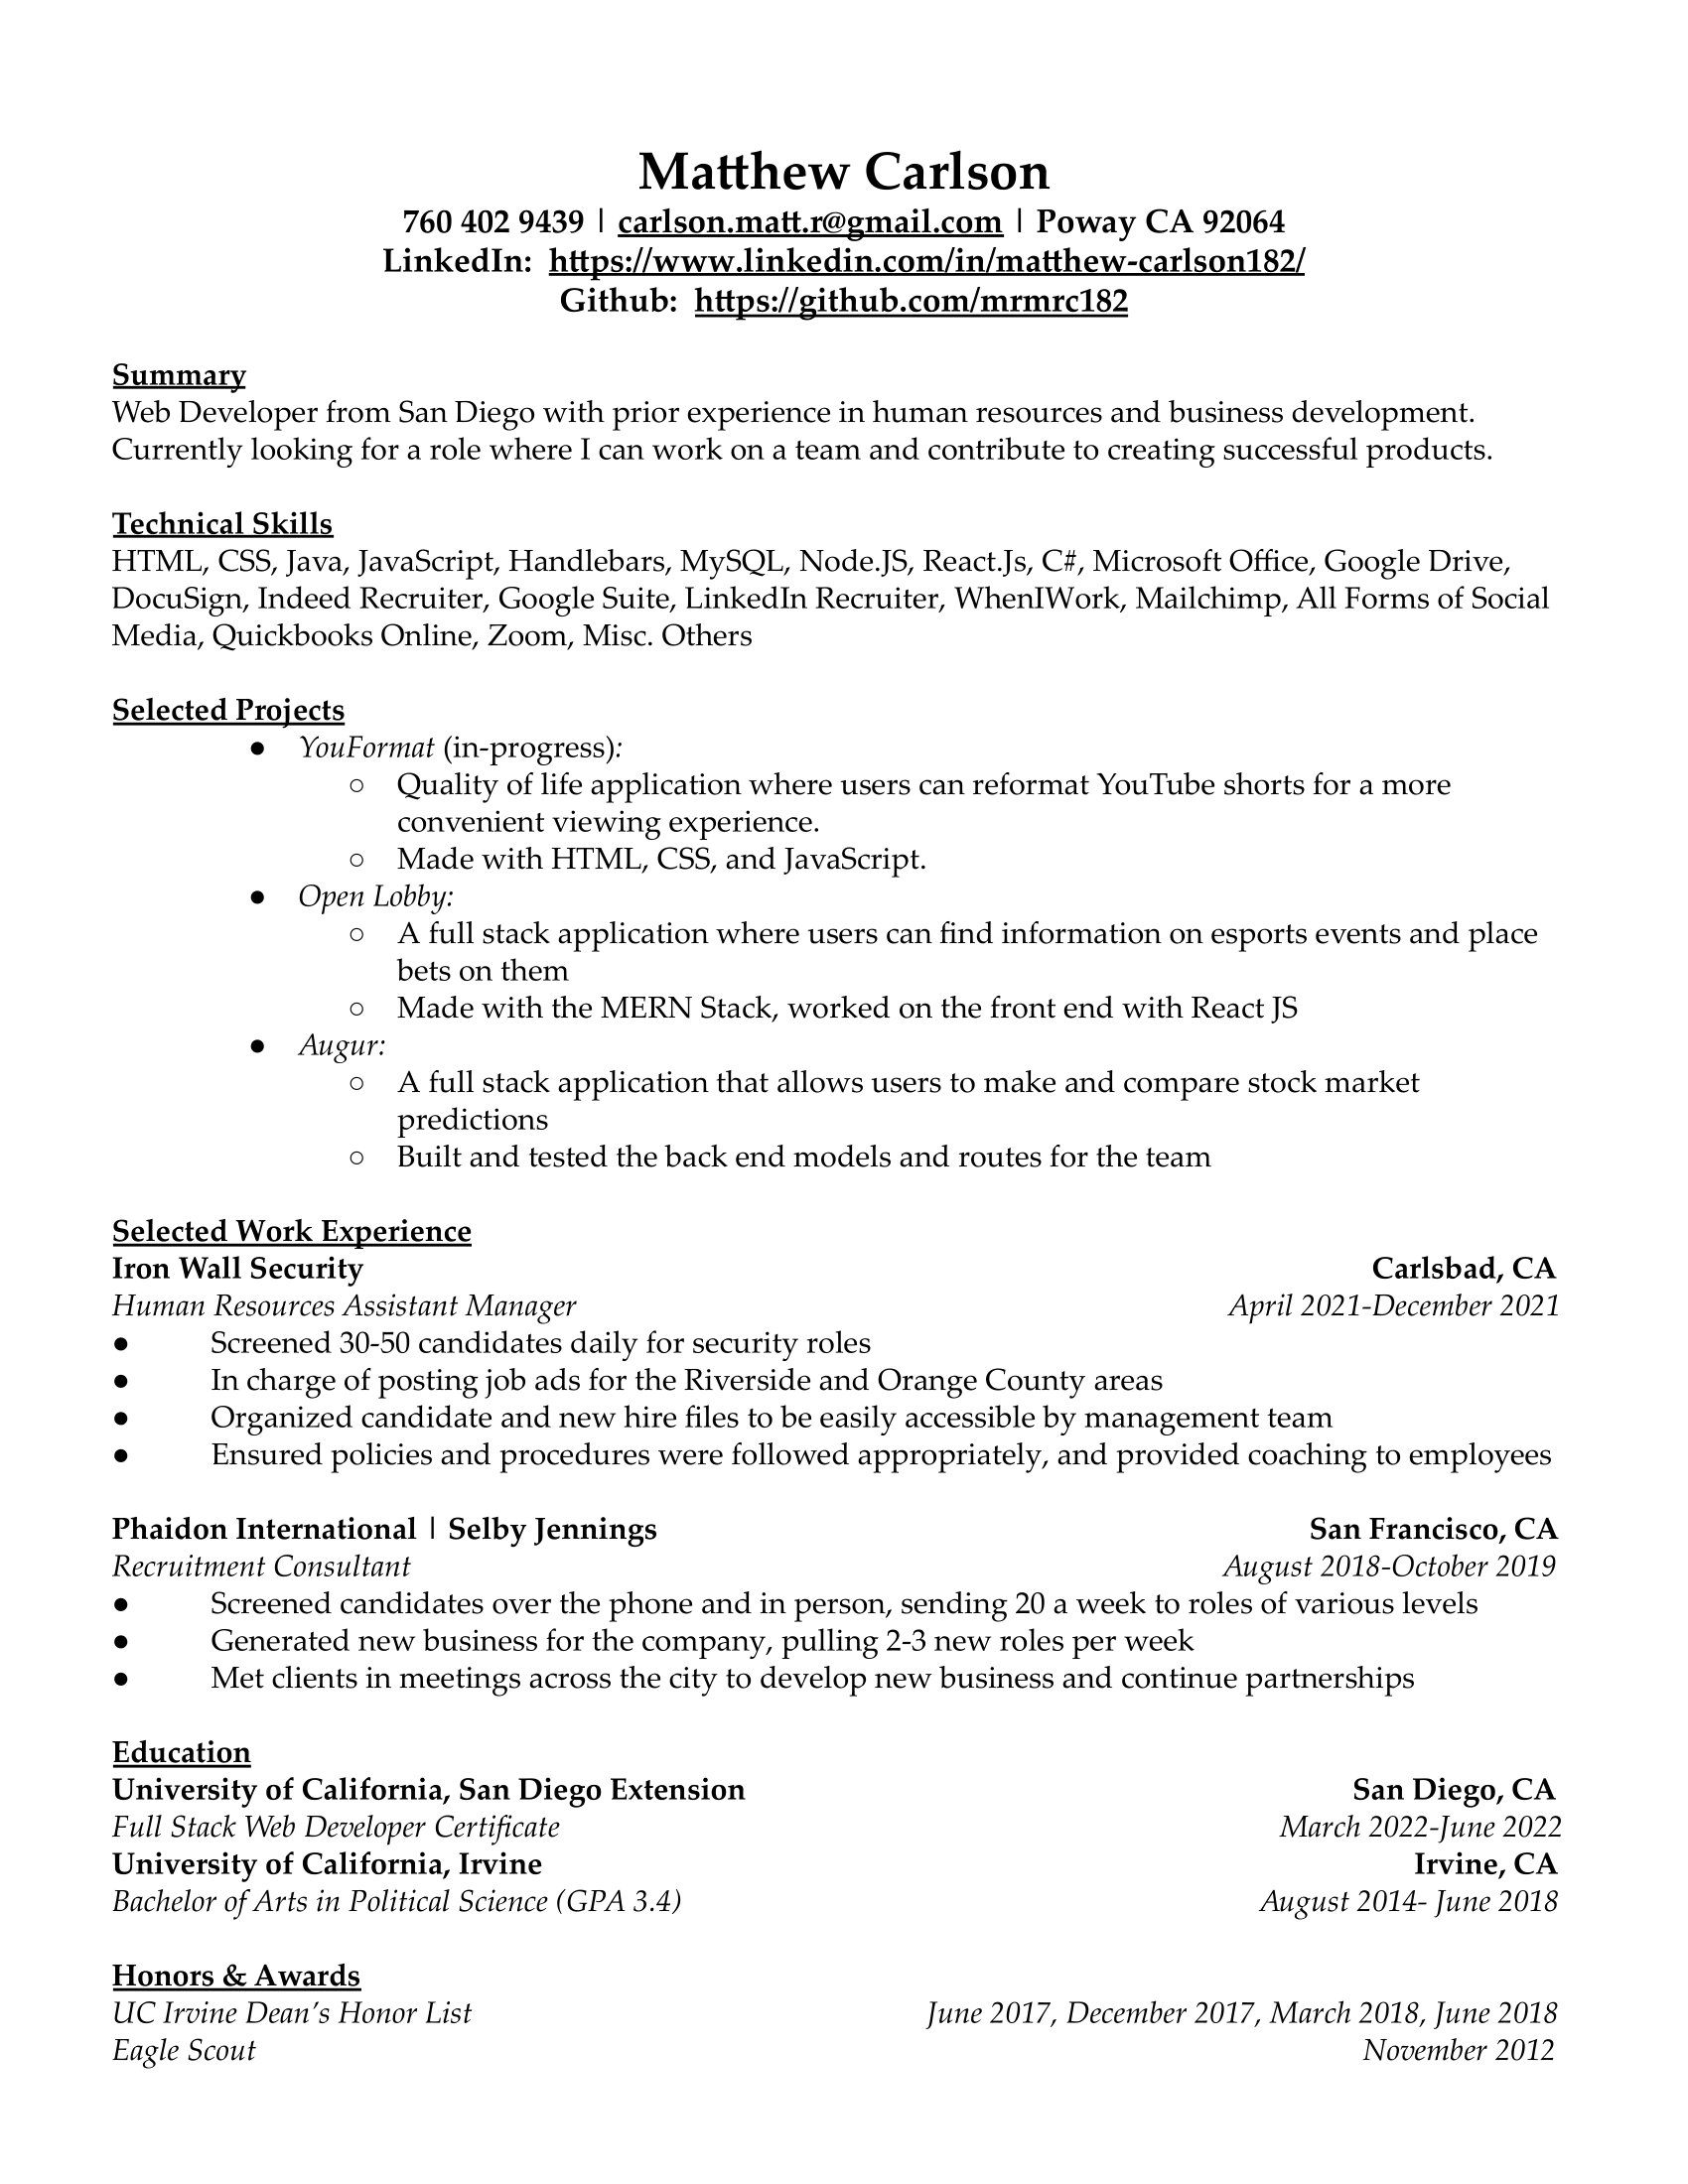 Matthew Carlson
760 402 9439 | carlson.matt.r@gmail.com | Poway CA 92064
LinkedIn: https://www.linkedin.com/in/matthew-carlson182/
Github: https://github.com/mrmrc182
Summary
Web Developer from San Diego with prior experience in human resources and business development.
Currently looking for a role where I can work on a team and contribute to creating successful products.
Technical Skills
HTML, CSS, Java, JavaScript, Handlebars, MySQL, Node.JS, React.Js, C#, Microsoft Office, Google Drive,
DocuSign, Indeed Recruiter, Google Suite, LinkedIn Recruiter, WhenIWork, Mailchimp, All Forms of Social
Media, Quickbooks Online, Zoom, Misc. Others
Selected Projects
● YouFormat (in-progress):
○ Quality of life application where users can reformat YouTube shorts for a more
convenient viewing experience.
○ Made with HTML, CSS, and JavaScript.
● Open Lobby:
○ A full stack application where users can find information on esports events and place
bets on them
○ Made with the MERN Stack, worked on the front end with React JS
● Augur:
○ A full stack application that allows users to make and compare stock market
predictions
○ Built and tested the back end models and routes for the team
Selected Work Experience
Iron Wall Security Carlsbad, CA
Human Resources Assistant Manager April 2021-December 2021
● Screened 30-50 candidates daily for security roles
● In charge of posting job ads for the Riverside and Orange County areas
● Organized candidate and new hire files to be easily accessible by management team
● Ensured policies and procedures were followed appropriately, and provided coaching to employees
Phaidon International | Selby Jennings San Francisco, CA
Recruitment Consultant August 2018-October 2019
● Screened candidates over the phone and in person, sending 20 a week to roles of various levels
● Generated new business for the company, pulling 2-3 new roles per week
● Met clients in meetings across the city to develop new business and continue partnerships
Education
University of California, San Diego Extension San Diego, CA
Full Stack Web Developer Certificate March 2022-June 2022
University of California, Irvine Irvine, CA
Bachelor of Arts in Political Science (GPA 3.4) August 2014- June 2018
Honors & Awards
UC Irvine Dean’s Honor List June 2017, December 2017, March 2018, June 2018
Eagle Scout November 2012